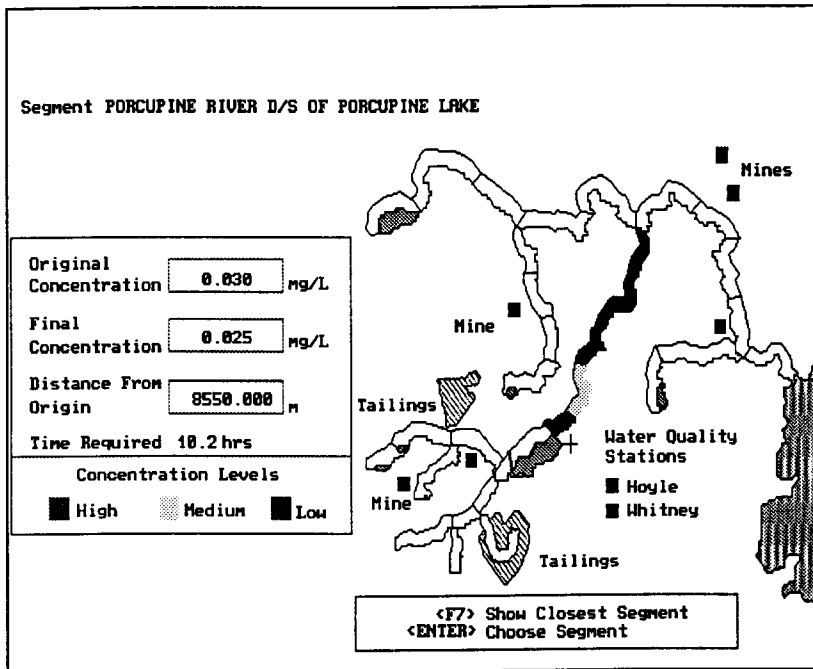 Segment PORCUPINE RIVER D/S OF PORCUPINE LAKE
Mines
Original
Concentration 0.030 mg/L
Final
Concentration 0.025 mg/L
Distance From
Origin 8550.000 M
Time Required 10.2 hrs
Concentration Levels
High Medium Low
Mine
Tailings
Mine
Water Quality
Stations
Hoyle
Whitney
Tailings
<F7> Show Closest Segment
<ENTER> Choose Segment